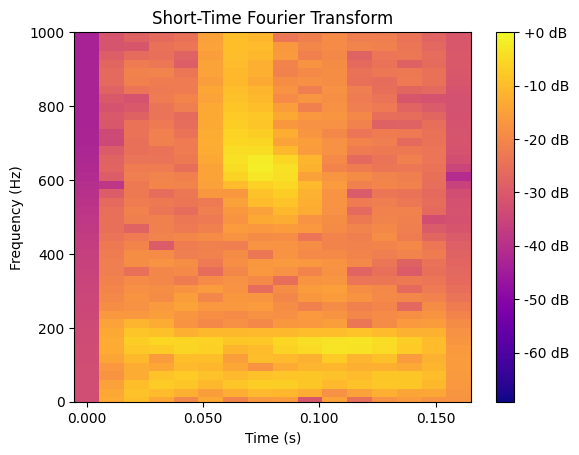 Short-Time Fourier Transform
1000
800
600
400
200
0
Frequency (Hz)
0.000
0.050
0.100
0.150
Time (s)
+0 dB
-10 dB
-20 dB
-30 dB
-40 dB
-50 dB
-60 dB